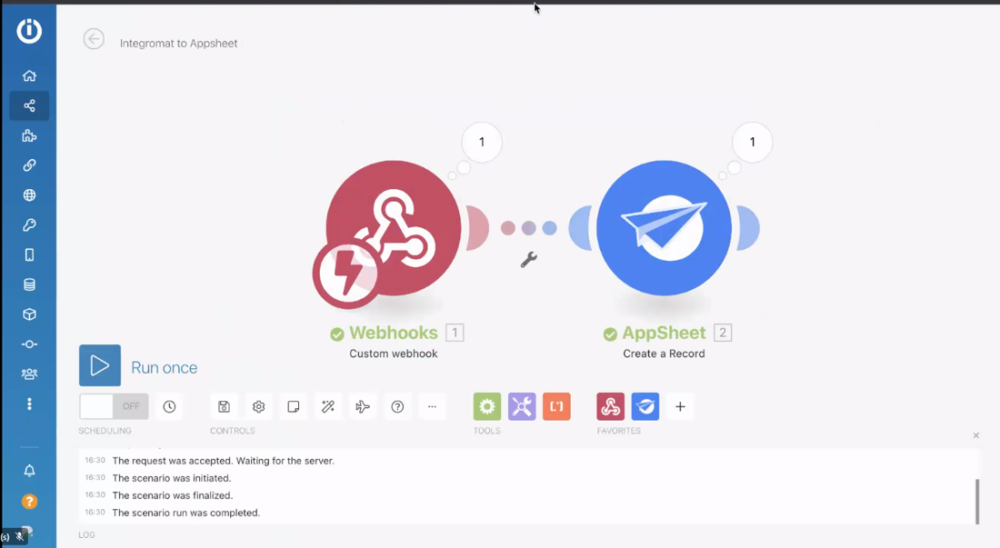 Integromat to Appsheet
1
1
Webhooks 1
Custom webhook
AppSheet 2
Create a Record
Run once
OFF
SCHEDULING
CONTROLS
TOOLS
FAVORITES
16:30 The request was accepted. Waiting for the server.
16:30 The scenario was initiated.
16:30 The scenario was finalized.
16:30 The scenario run was completed.
(s)
LOG